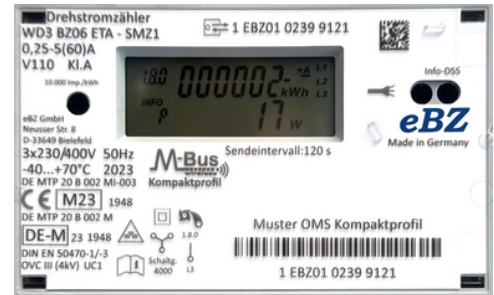 Drehstromzähler
WD3 BZ06 ETA - SMZ1
0,25-5(60)A
V110 Kl.A
10.000 Imp./kWh
eBZ GmbH
Neusser Str. 8
D-33649 Bielefeld
3x230/400V 50Hz
-40...+70°C 2023
DE MTP 20 B 002 MI-003
CE M23 1948
DE MTP 20 B 002 M
DE-M 23 1948
DIN EN 50470-1/-3
OVC III (4kV) UC1
1 EBZ01 0239 9121
1.8.0 000002- kWh
+A L1
L2
L3
INFO
P 17 W
Sendeintervall:120 s
M-Bus
wireless
Kompaktprofil
Info-DSS
eBZ
Made in Germany
Schaltg.
4000
1.8.0
L3
Muster OMS Kompaktprofil
1 EBZ01 0239 9121